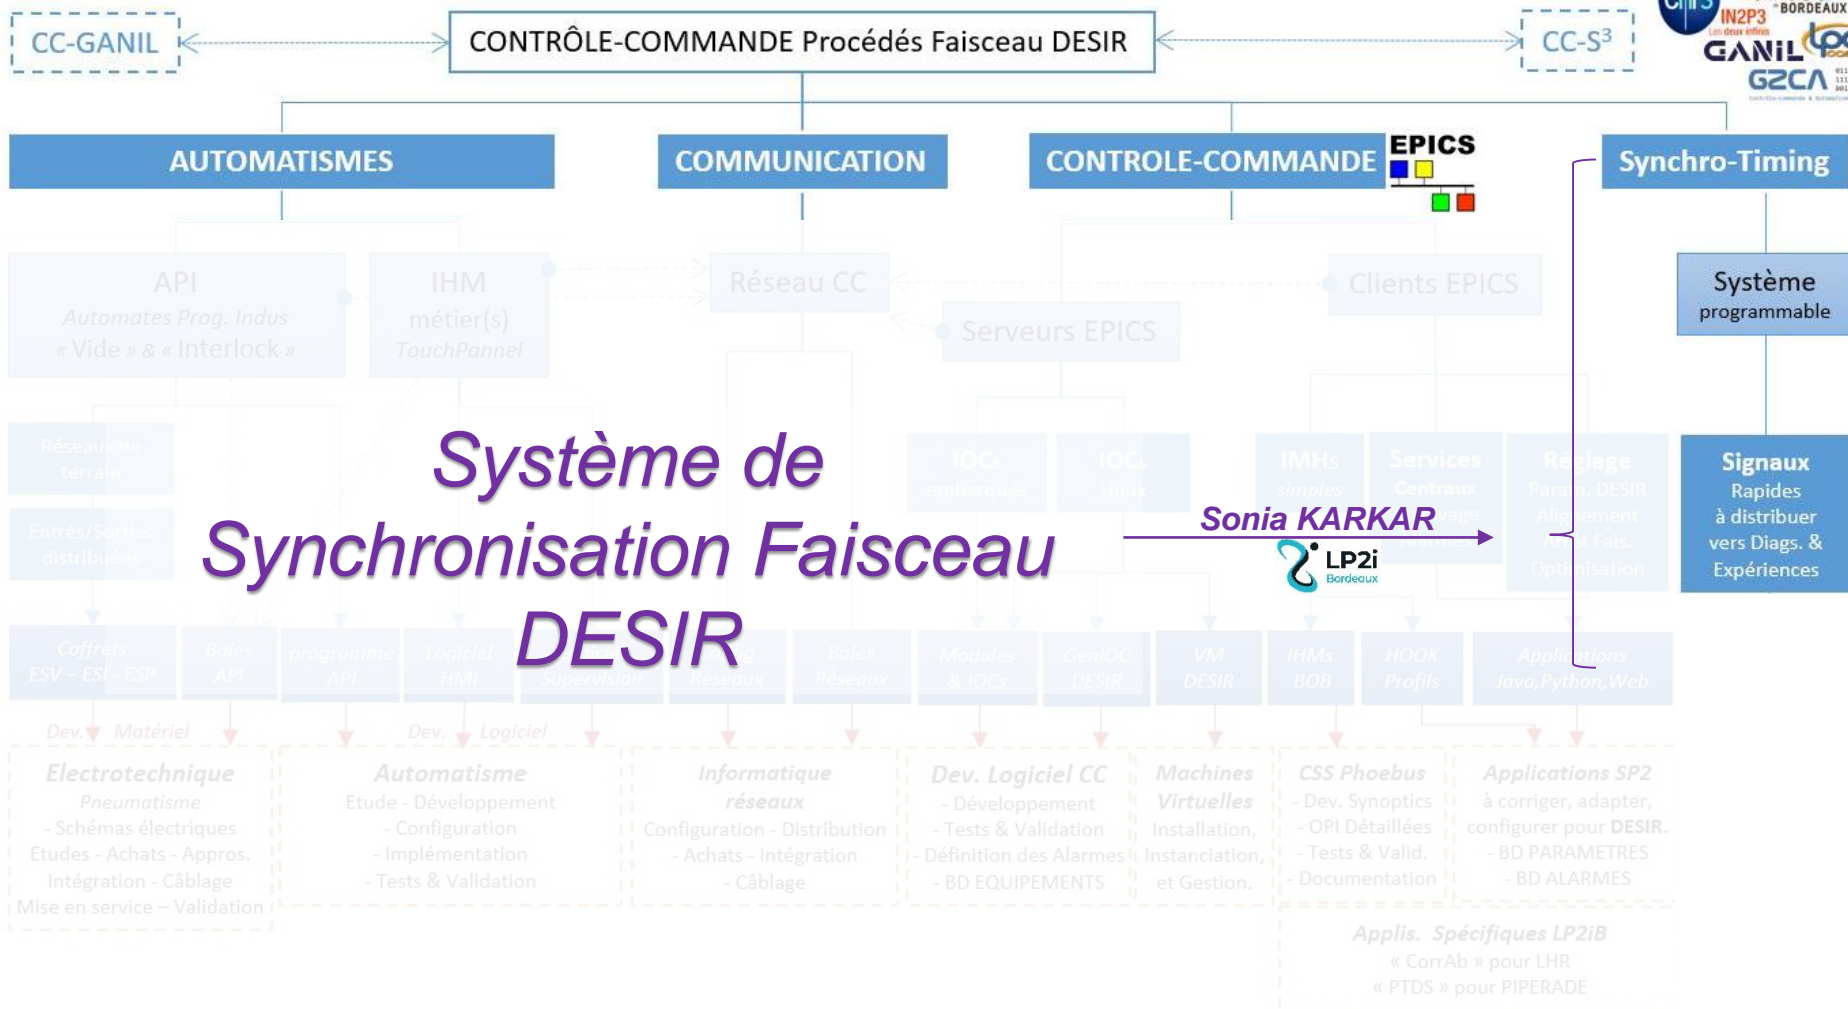 CC-GANIL
CONTRÔLE-COMMANDE Procédés Faisceau DESIR
CC-S³
IN2P3
Les deux infinis
BORDEAUX
GANIL
G2CA
AUTOMATISMES
COMMUNICATION
CONTROLE-COMMANDE
EPICS
Synchro-Timing
API
Automates Prog. Indus
« Vide » & « Interlock »
IHM
métier(s)
TouchPannel
Réseau CC
Serveurs EPICS
Clients EPICS
Système
programmable
Réseaux de
terrain
Entrés/Sorties
distribuées
Système de
Synchronisation Faisceau
DESIR
IOCs
embarqués
IOCs
Linux
IMHs
simples
Services
Centraux
Réglage
Param. DESIR
Alignement
Arrêt Fais.
Optimisation
Sonia KARKAR
LP2i
Bordeaux
Signaux
Rapides
à distribuer
vers Diags. &
Expériences
Coffrets
ESV – ESI - ESP
Baies
API
programme
API
Logiciel
HMI
Supervision
Réseaux
Baies
Réseaux
Modules
& IOCs
GenIOC
DESIR
VM
DESIR
IHMs
BOB
HOOK
Profils
Applications
Java,Python,Web
Dev. Matériel
Dev. Logiciel
Electrotechnique
Pneumatisme
- Schémas électriques
Etudes - Achats - Appros.
Intégration - Câblage
Mise en service – Validation
Automatisme
Etude - Développement
- Configuration
- Implémentation
- Tests & Validation
Informatique
réseaux
Configuration - Distribution
- Achats - Intégration
- Câblage
Dev. Logiciel CC
- Développement
- Tests & Validation
- Définition des Alarmes
- BD EQUIPEMENTS
Machines
Virtuelles
Installation,
Instanciation,
et Gestion.
CSS Phoebus
- Dev. Synoptics
- OPI Détaillées
- Tests & Valid.
- Documentation
Applications SP2
à corriger, adapter,
configurer pour DESIR.
- BD PARAMETRES
- BD ALARMES
Applis. Spécifiques LP2iB
« CorrAb » pour LHR
« PTDS » pour PIPERADE